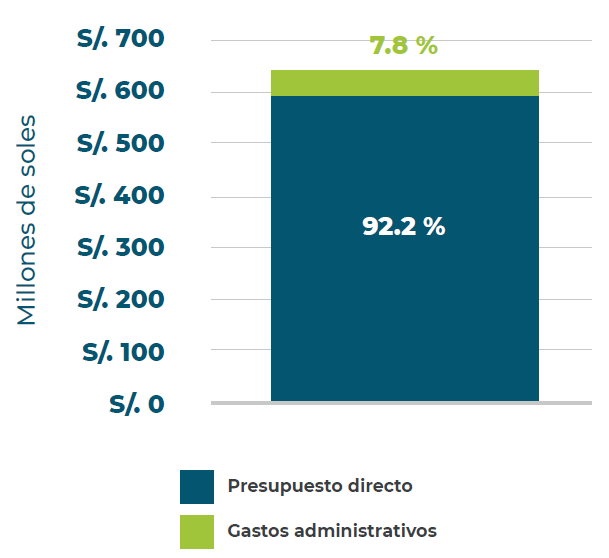 S/. 700
S/. 600
S/. 500
S/. 400
S/. 300
S/. 200
S/. 100
S/. 0
Millones de soles
7.8 %
92.2 %
Presupuesto directo
Gastos administrativos